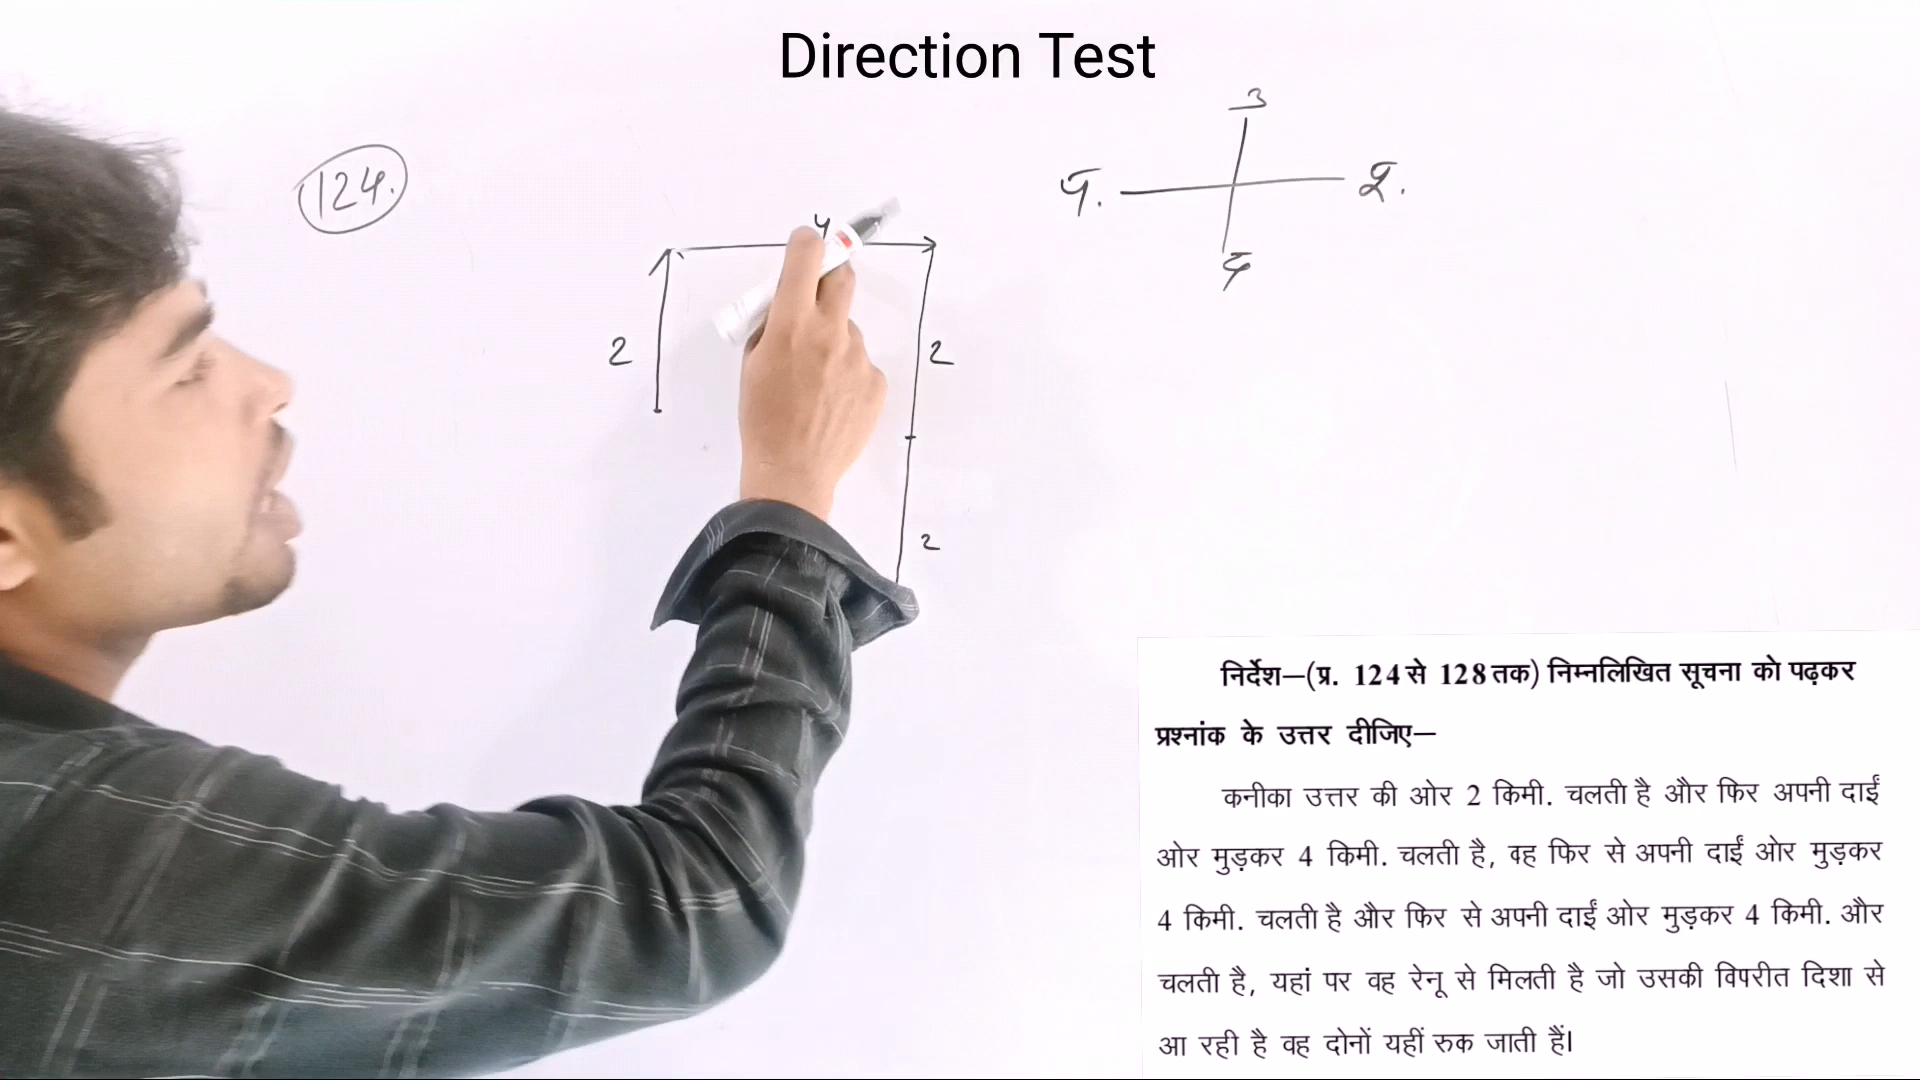 Direction Test
124.
उ
प. पू.
द
4
2 2
2
निर्देश—(प्र. 124 से 128 तक) निम्नलिखित सूचना को पढ़कर
प्रश्नांक के उत्तर दीजिए—
कनीका उत्तर की ओर 2 किमी. चलती है और फिर अपनी दाईं
ओर मुड़कर 4 किमी. चलती है, वह फिर से अपनी दाईं ओर मुड़कर
4 किमी. चलती है और फिर से अपनी दाईं ओर मुड़कर 4 किमी. और
चलती है, यहां पर वह रेनू से मिलती है जो उसकी विपरीत दिशा से
आ रही है वह दोनों यहीं रुक जाती हैं।